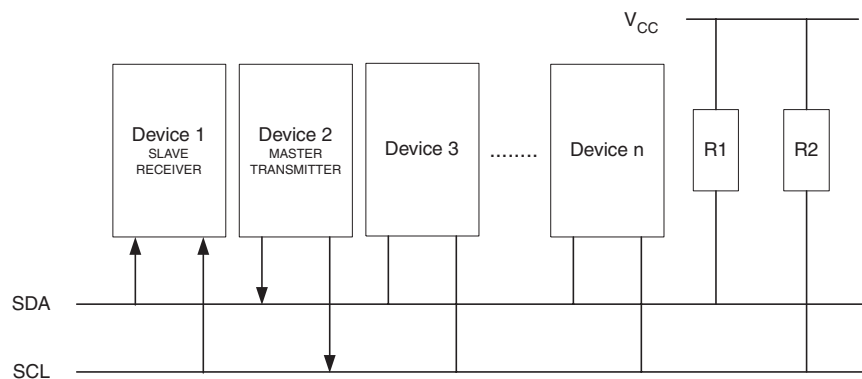 V_CC
Device 1
SLAVE
RECEIVER
Device 2
MASTER
TRANSMITTER
Device 3
........
Device n
R1
R2
SDA
SCL